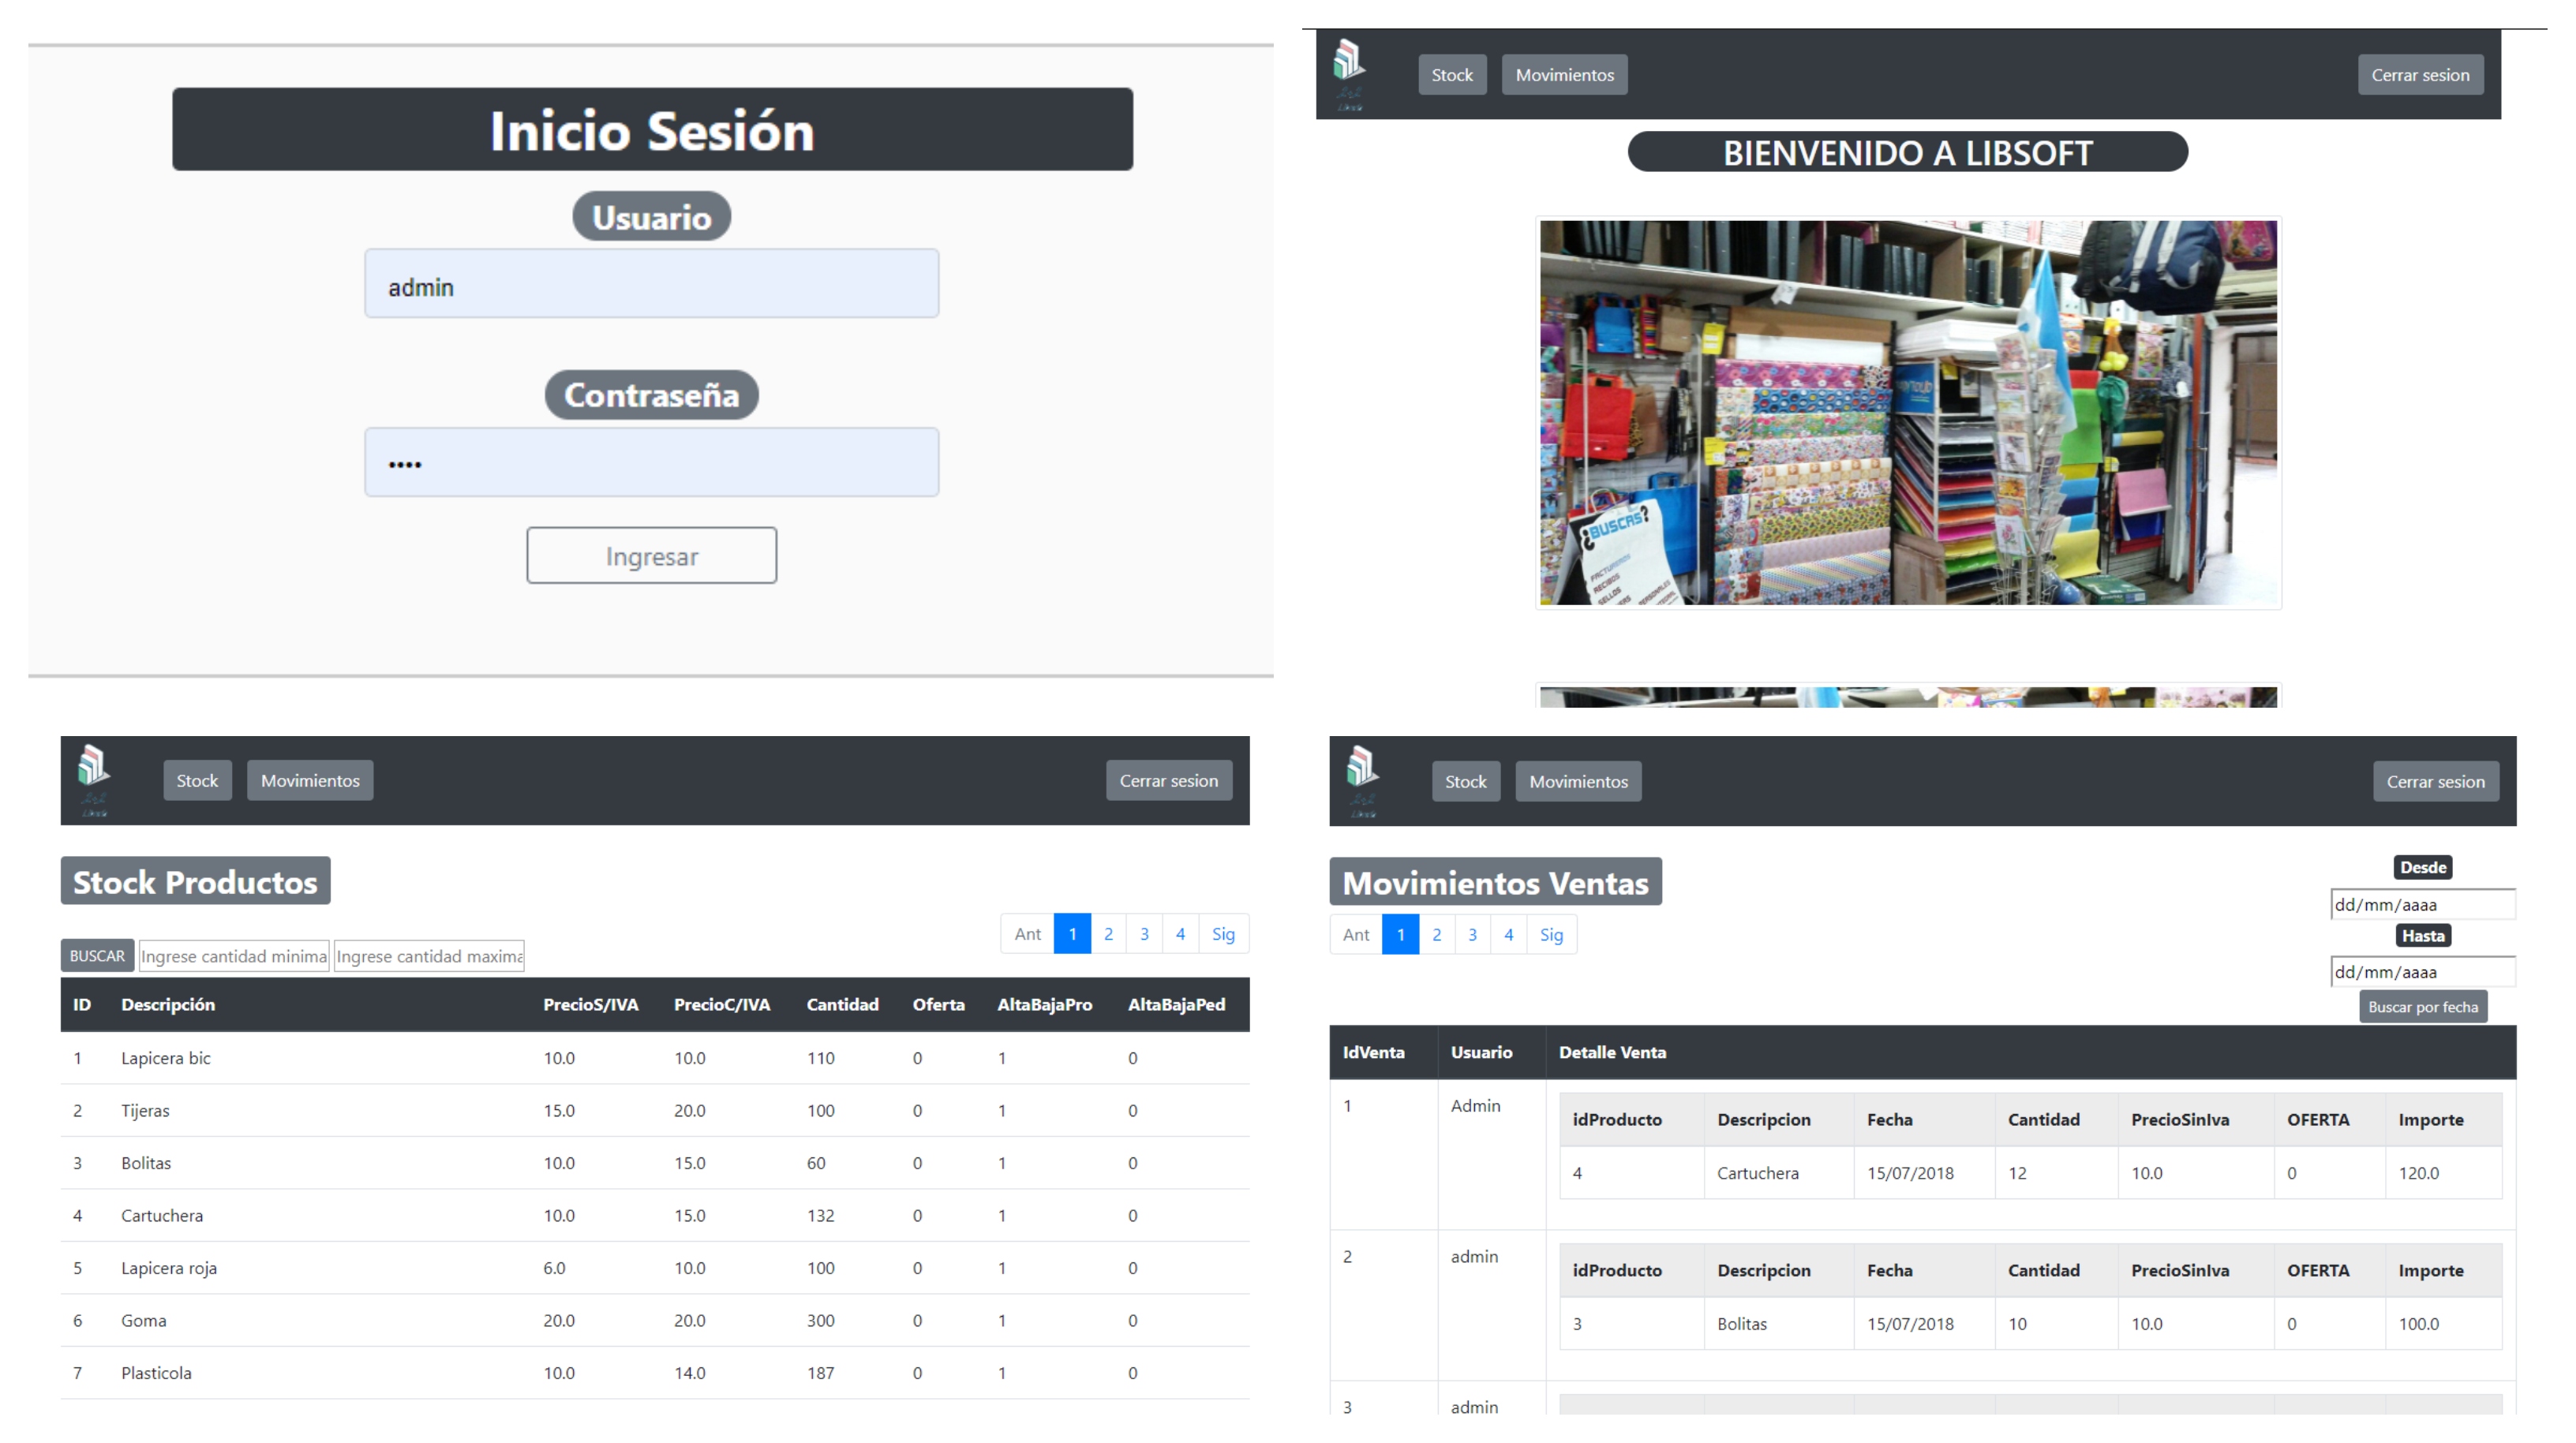 Inicio Sesión
Usuario
admin
Contraseña
••••
Ingresar
Stock Movimientos Cerrar sesion
BIENVENIDO A LIBSOFT
¿BUSCAS?
FACTUREROS
RECIBOS
SELLOS
PERSONALES
Stock Movimientos Cerrar sesion
Stock Productos
Ant 1 2 3 4 Sig
BUSCAR Ingrese cantidad minima Ingrese cantidad maxima
ID Descripción PrecioS/IVA PrecioC/IVA Cantidad Oferta AltaBajaPro AltaBajaPed
1 Lapicera bic 10.0 10.0 110 0 1 0
2 Tijeras 15.0 20.0 100 0 1 0
3 Bolitas 10.0 15.0 60 0 1 0
4 Cartuchera 10.0 15.0 132 0 1 0
5 Lapicera roja 6.0 10.0 100 0 1 0
6 Goma 20.0 20.0 300 0 1 0
7 Plasticola 10.0 14.0 187 0 1 0
Stock Movimientos Cerrar sesion
Movimientos Ventas
Ant 1 2 3 4 Sig
Desde
dd/mm/aaaa
Hasta
dd/mm/aaaa
Buscar por fecha
IdVenta Usuario Detalle Venta
1 Admin
idProducto Descripcion Fecha Cantidad PrecioSinIva OFERTA Importe
4 Cartuchera 15/07/2018 12 10.0 0 120.0
2 admin
idProducto Descripcion Fecha Cantidad PrecioSinIva OFERTA Importe
3 Bolitas 15/07/2018 10 10.0 0 100.0
3 admin